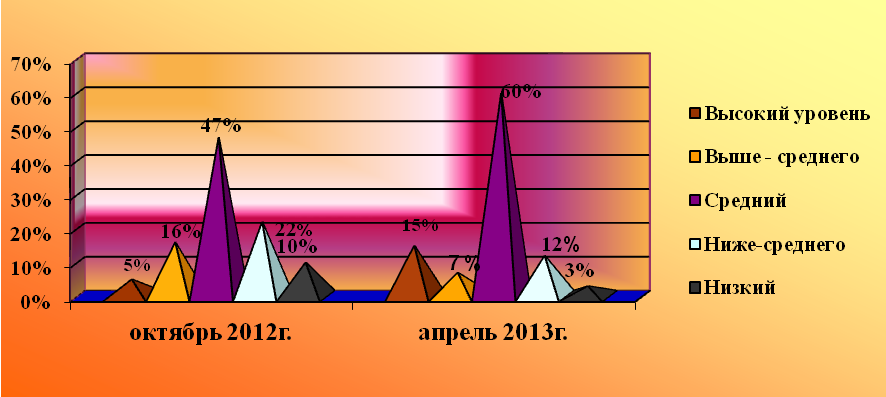 70%
60%
50%
40%
30%
20%
10%
0%
5%
16%
47%
22%
10%
15%
7%
60%
12%
3%
октябрь 2012г.
апрель 2013г.
Высокий уровень
Выше - среднего
Средний
Ниже-среднего
Низкий